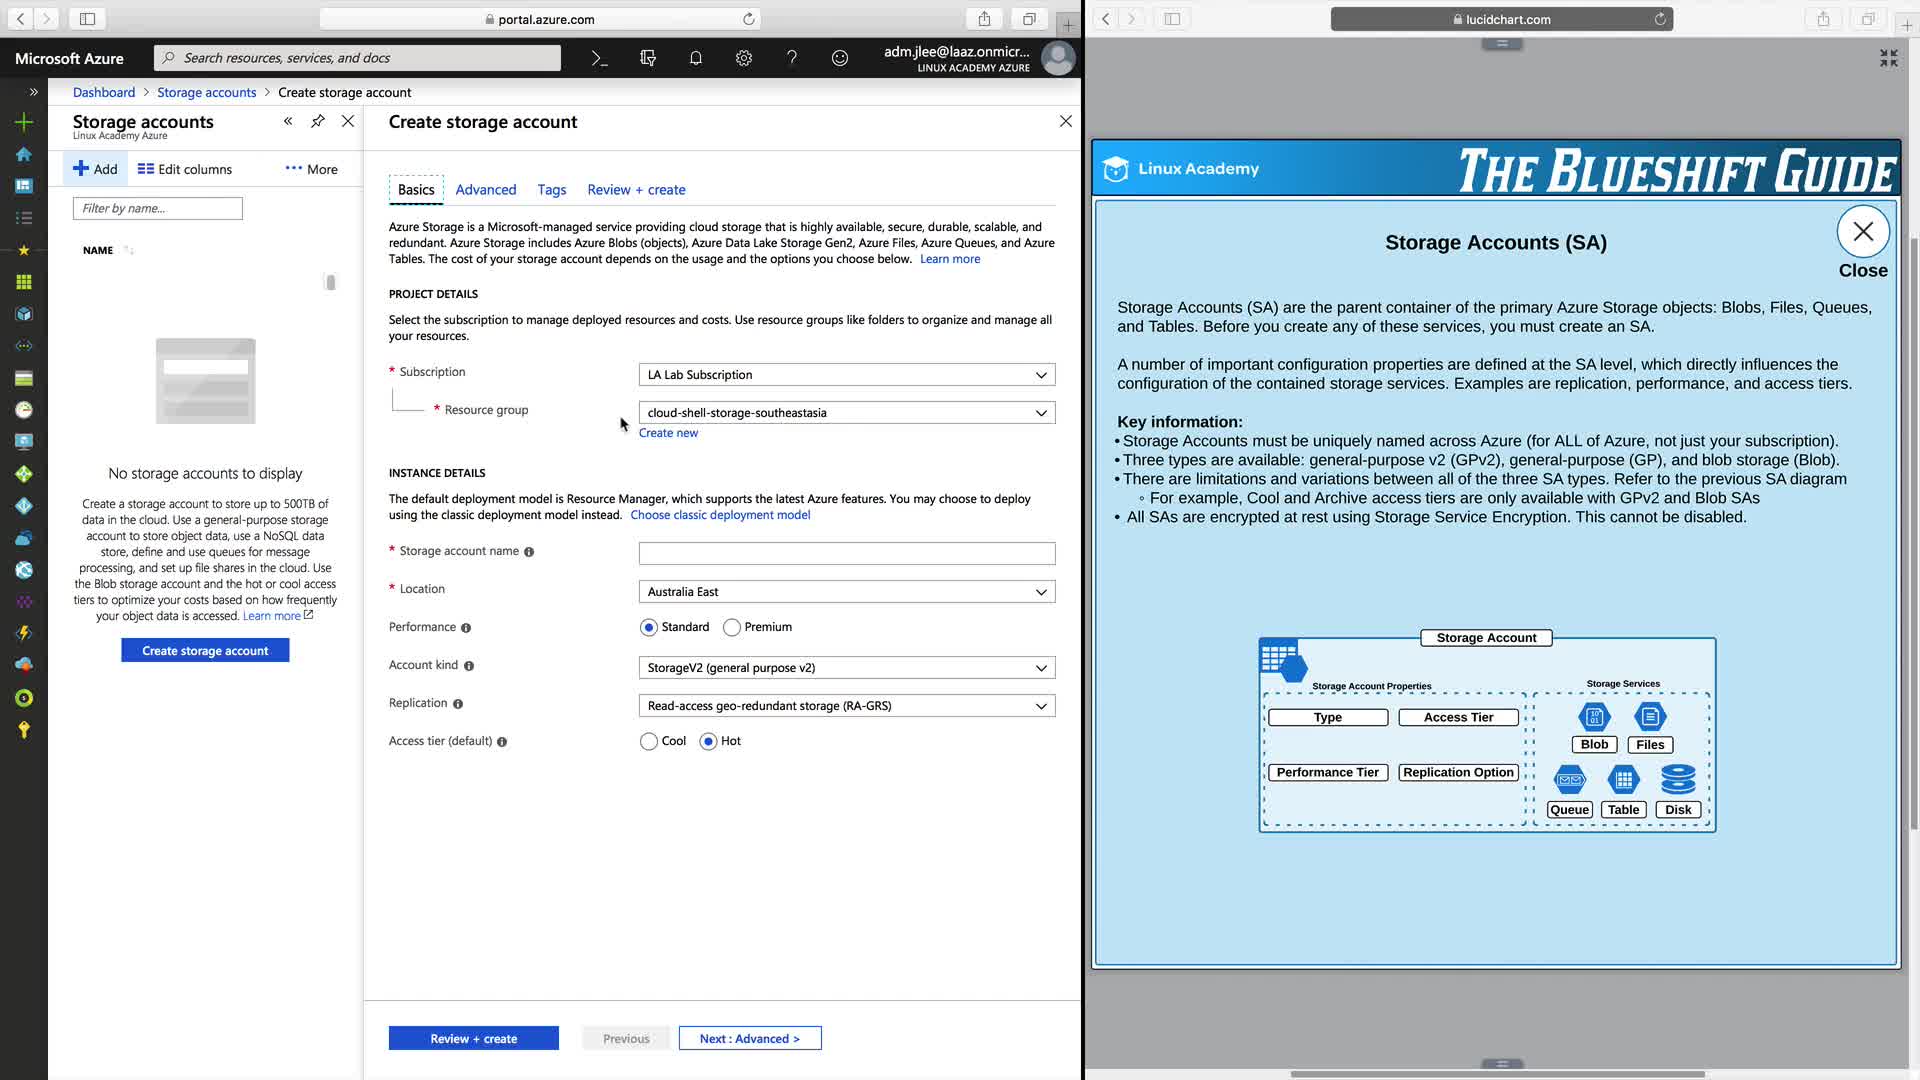 portal.azure.com
Microsoft Azure
Search resources, services, and docs
adm.jlee@laaz.onmicr...
LINUX ACADEMY AZURE
Dashboard > Storage accounts > Create storage account
Storage accounts
Linux Academy Azure
Add
Edit columns
More
Filter by name...
NAME
No storage accounts to display
Create a storage account to store up to 500TB of
data in the cloud. Use a general-purpose storage
account to store object data, use a NoSQL data
store, define and use queues for message
processing, and set up file shares in the cloud. Use
the Blob storage account and the hot or cool access
tiers to optimize your costs based on how frequently
your object data is accessed. Learn more
Create storage account
Create storage account
Basics
Advanced
Tags
Review + create
Azure Storage is a Microsoft-managed service providing cloud storage that is highly available, secure, durable, scalable, and
redundant. Azure Storage includes Azure Blobs (objects), Azure Data Lake Storage Gen2, Azure Files, Azure Queues, and Azure
Tables. The cost of your storage account depends on the usage and the options you choose below. Learn more
PROJECT DETAILS
Select the subscription to manage deployed resources and costs. Use resource groups like folders to organize and manage all
your resources.
* Subscription
LA Lab Subscription
* Resource group
cloud-shell-storage-southeastasia
Create new
INSTANCE DETAILS
The default deployment model is Resource Manager, which supports the latest Azure features. You may choose to deploy
using the classic deployment model instead. Choose classic deployment model
* Storage account name
* Location
Australia East
Performance
Standard
Premium
Account kind
StorageV2 (general purpose v2)
Replication
Read-access geo-redundant storage (RA-GRS)
Access tier (default)
Cool
Hot
Review + create
Previous
Next : Advanced >
lucidchart.com
Linux Academy
THE BLUESHIFT GUIDE
Storage Accounts (SA)
Close
Storage Accounts (SA) are the parent container of the primary Azure Storage objects: Blobs, Files, Queues,
and Tables. Before you create any of these services, you must create an SA.
A number of important configuration properties are defined at the SA level, which directly influences the
configuration of the contained storage services. Examples are replication, performance, and access tiers.
Key information:
• Storage Accounts must be uniquely named across Azure (for ALL of Azure, not just your subscription).
• Three types are available: general-purpose v2 (GPv2), general-purpose (GP), and blob storage (Blob).
• There are limitations and variations between all of the three SA types. Refer to the previous SA diagram
◦ For example, Cool and Archive access tiers are only available with GPv2 and Blob SAs
• All SAs are encrypted at rest using Storage Service Encryption. This cannot be disabled.
Storage Account
Storage Account Properties
Storage Services
Type
Access Tier
Performance Tier
Replication Option
10
01
Blob
Files
Queue
Table
Disk